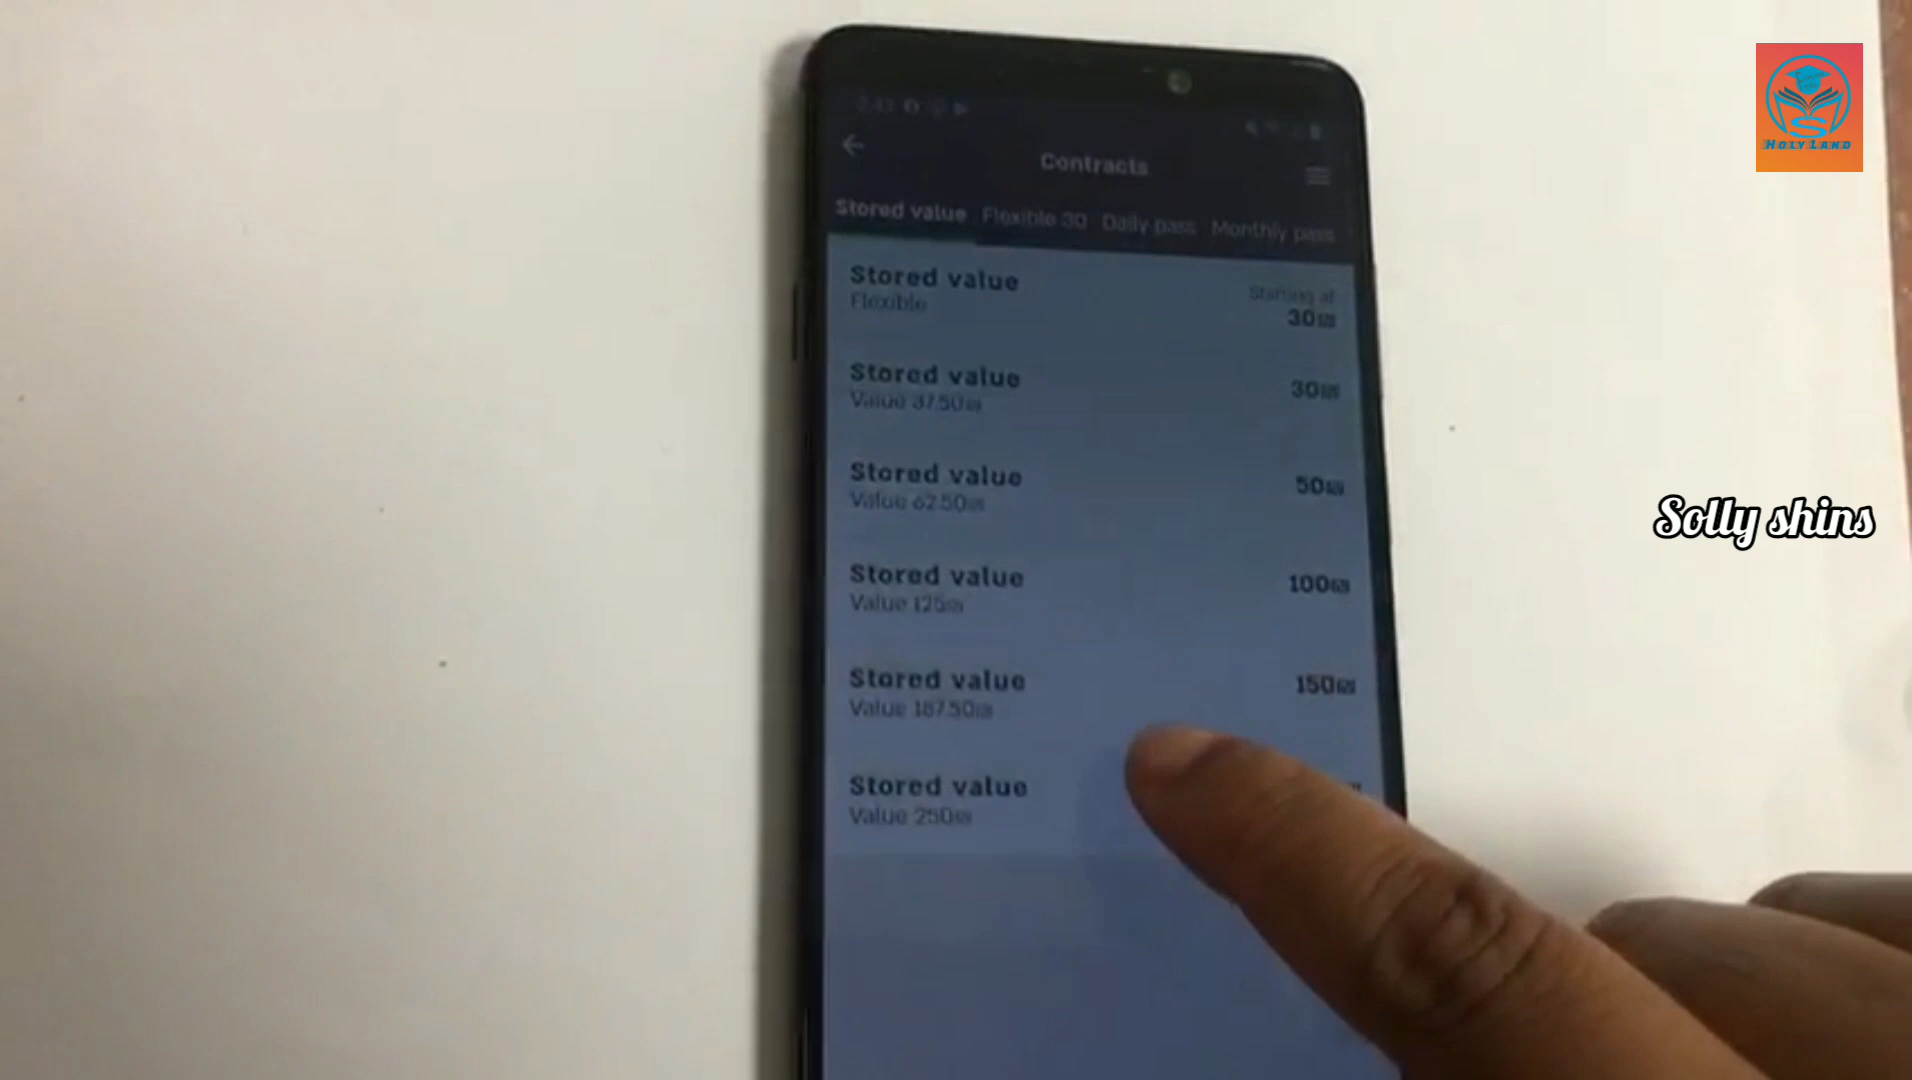 HOLY LAND
2:43
Contracts
Stored value Flexible 30 Daily pass Monthly pass
Stored value
Flexible
Starting at
30₪
Stored value
Value 37.50₪
30₪
Stored value
Value 62.50₪
50₪
Stored value
Value 125₪
100₪
Stored value
Value 187.50₪
150₪
Stored value
Value 250₪
Solly shins